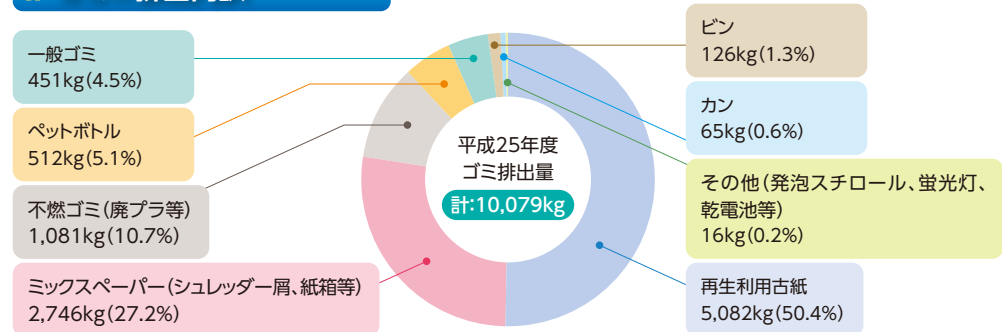 一般ゴミ
451kg(4.5%)
ペットボトル
512kg(5.1%)
不燃ゴミ(廃プラ等)
1,081kg(10.7%)
ミックスペーパー(シュレッダー屑、紙箱等)
2,746kg(27.2%)
平成25年度
ゴミ排出量
計:10,079kg
ビン
126kg(1.3%)
カン
65kg(0.6%)
その他(発泡スチロール、蛍光灯、
乾電池等)
16kg(0.2%)
再生利用古紙
5,082kg(50.4%)